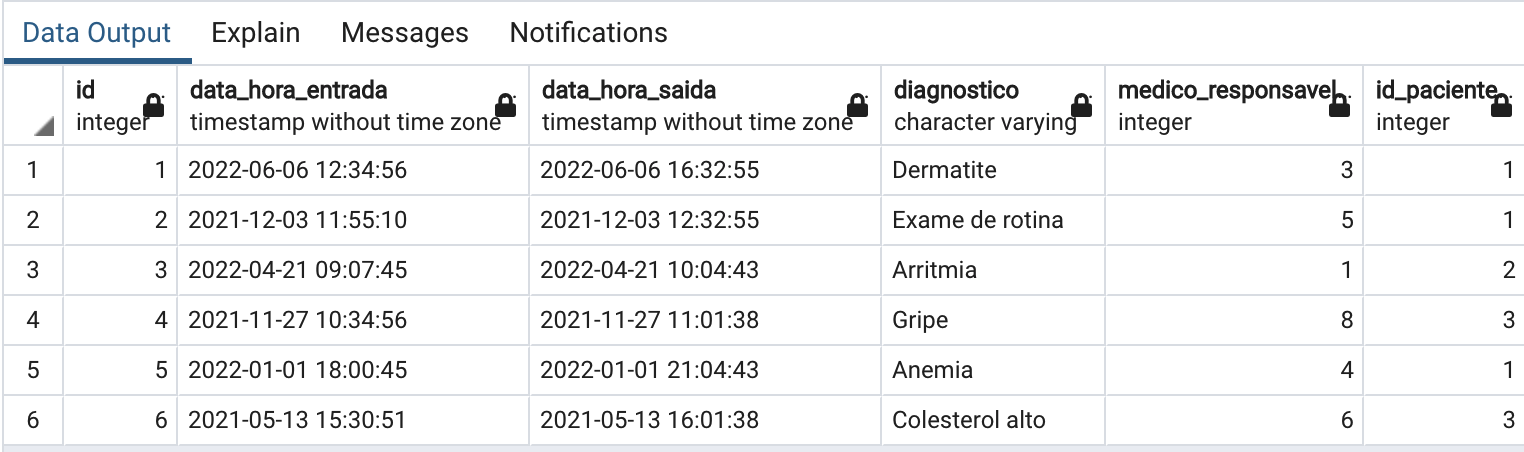 Data Output Explain Messages Notifications
id data_hora_entrada data_hora_saida diagnostico medico_responsavel id_paciente
integer timestamp without time zone timestamp without time zone character varying integer integer
1 1 2022-06-06 12:34:56 2022-06-06 16:32:55 Dermatite 3 1
2 2 2021-12-03 11:55:10 2021-12-03 12:32:55 Exame de rotina 5 1
3 3 2022-04-21 09:07:45 2022-04-21 10:04:43 Arritmia 1 2
4 4 2021-11-27 10:34:56 2021-11-27 11:01:38 Gripe 8 3
5 5 2022-01-01 18:00:45 2022-01-01 21:04:43 Anemia 4 1
6 6 2021-05-13 15:30:51 2021-05-13 16:01:38 Colesterol alto 6 3